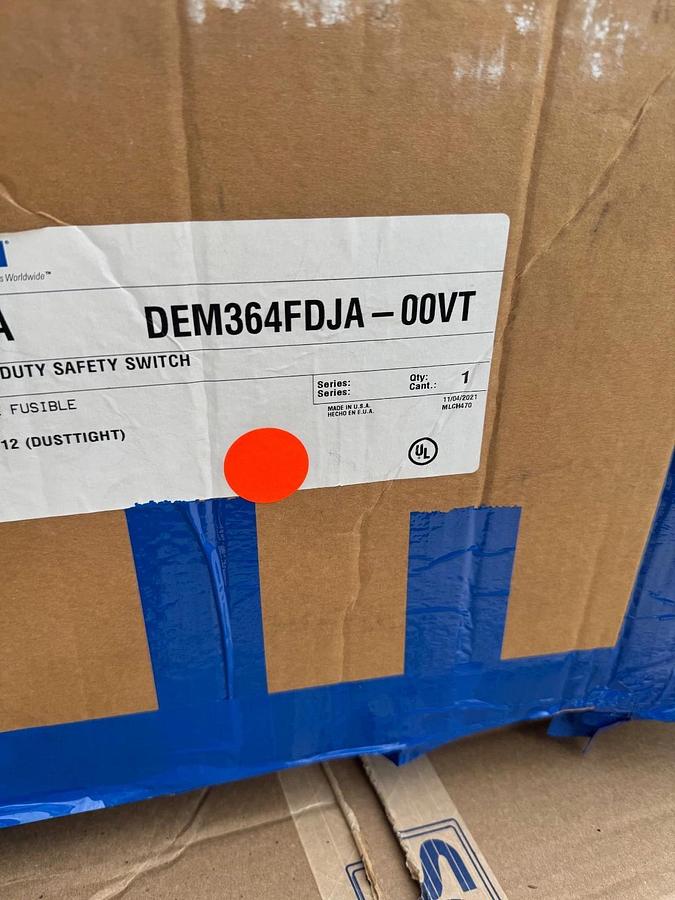 s Worldwide™
A DEM364FDJA – 00VT
DUTY SAFETY SWITCH
Series:
Series:
Qty:
Cant.: 1
FUSIBLE
MADE IN U.S.A.
HECHO EN E.U.A.
11/04/2021
MLCH470
12 (DUSTTIGHT)
UL